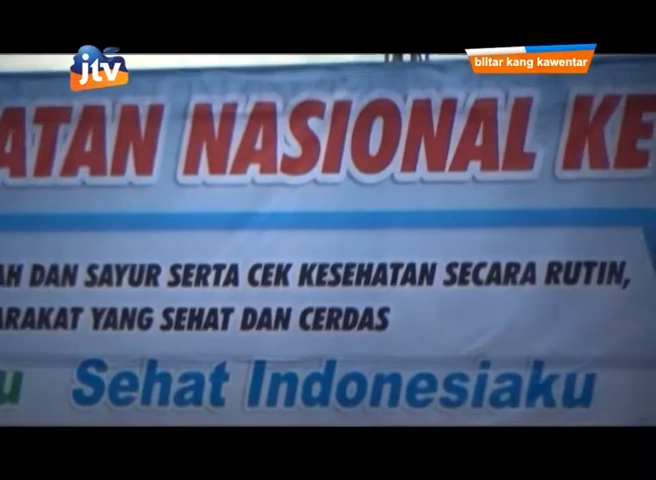 jtv
blitar kang kawentar
ATAN NASIONAL KE
AH DAN SAYUR SERTA CEK KESEHATAN SECARA RUTIN,
ARAKAT YANG SEHAT DAN CERDAS
u Sehat Indonesiaku